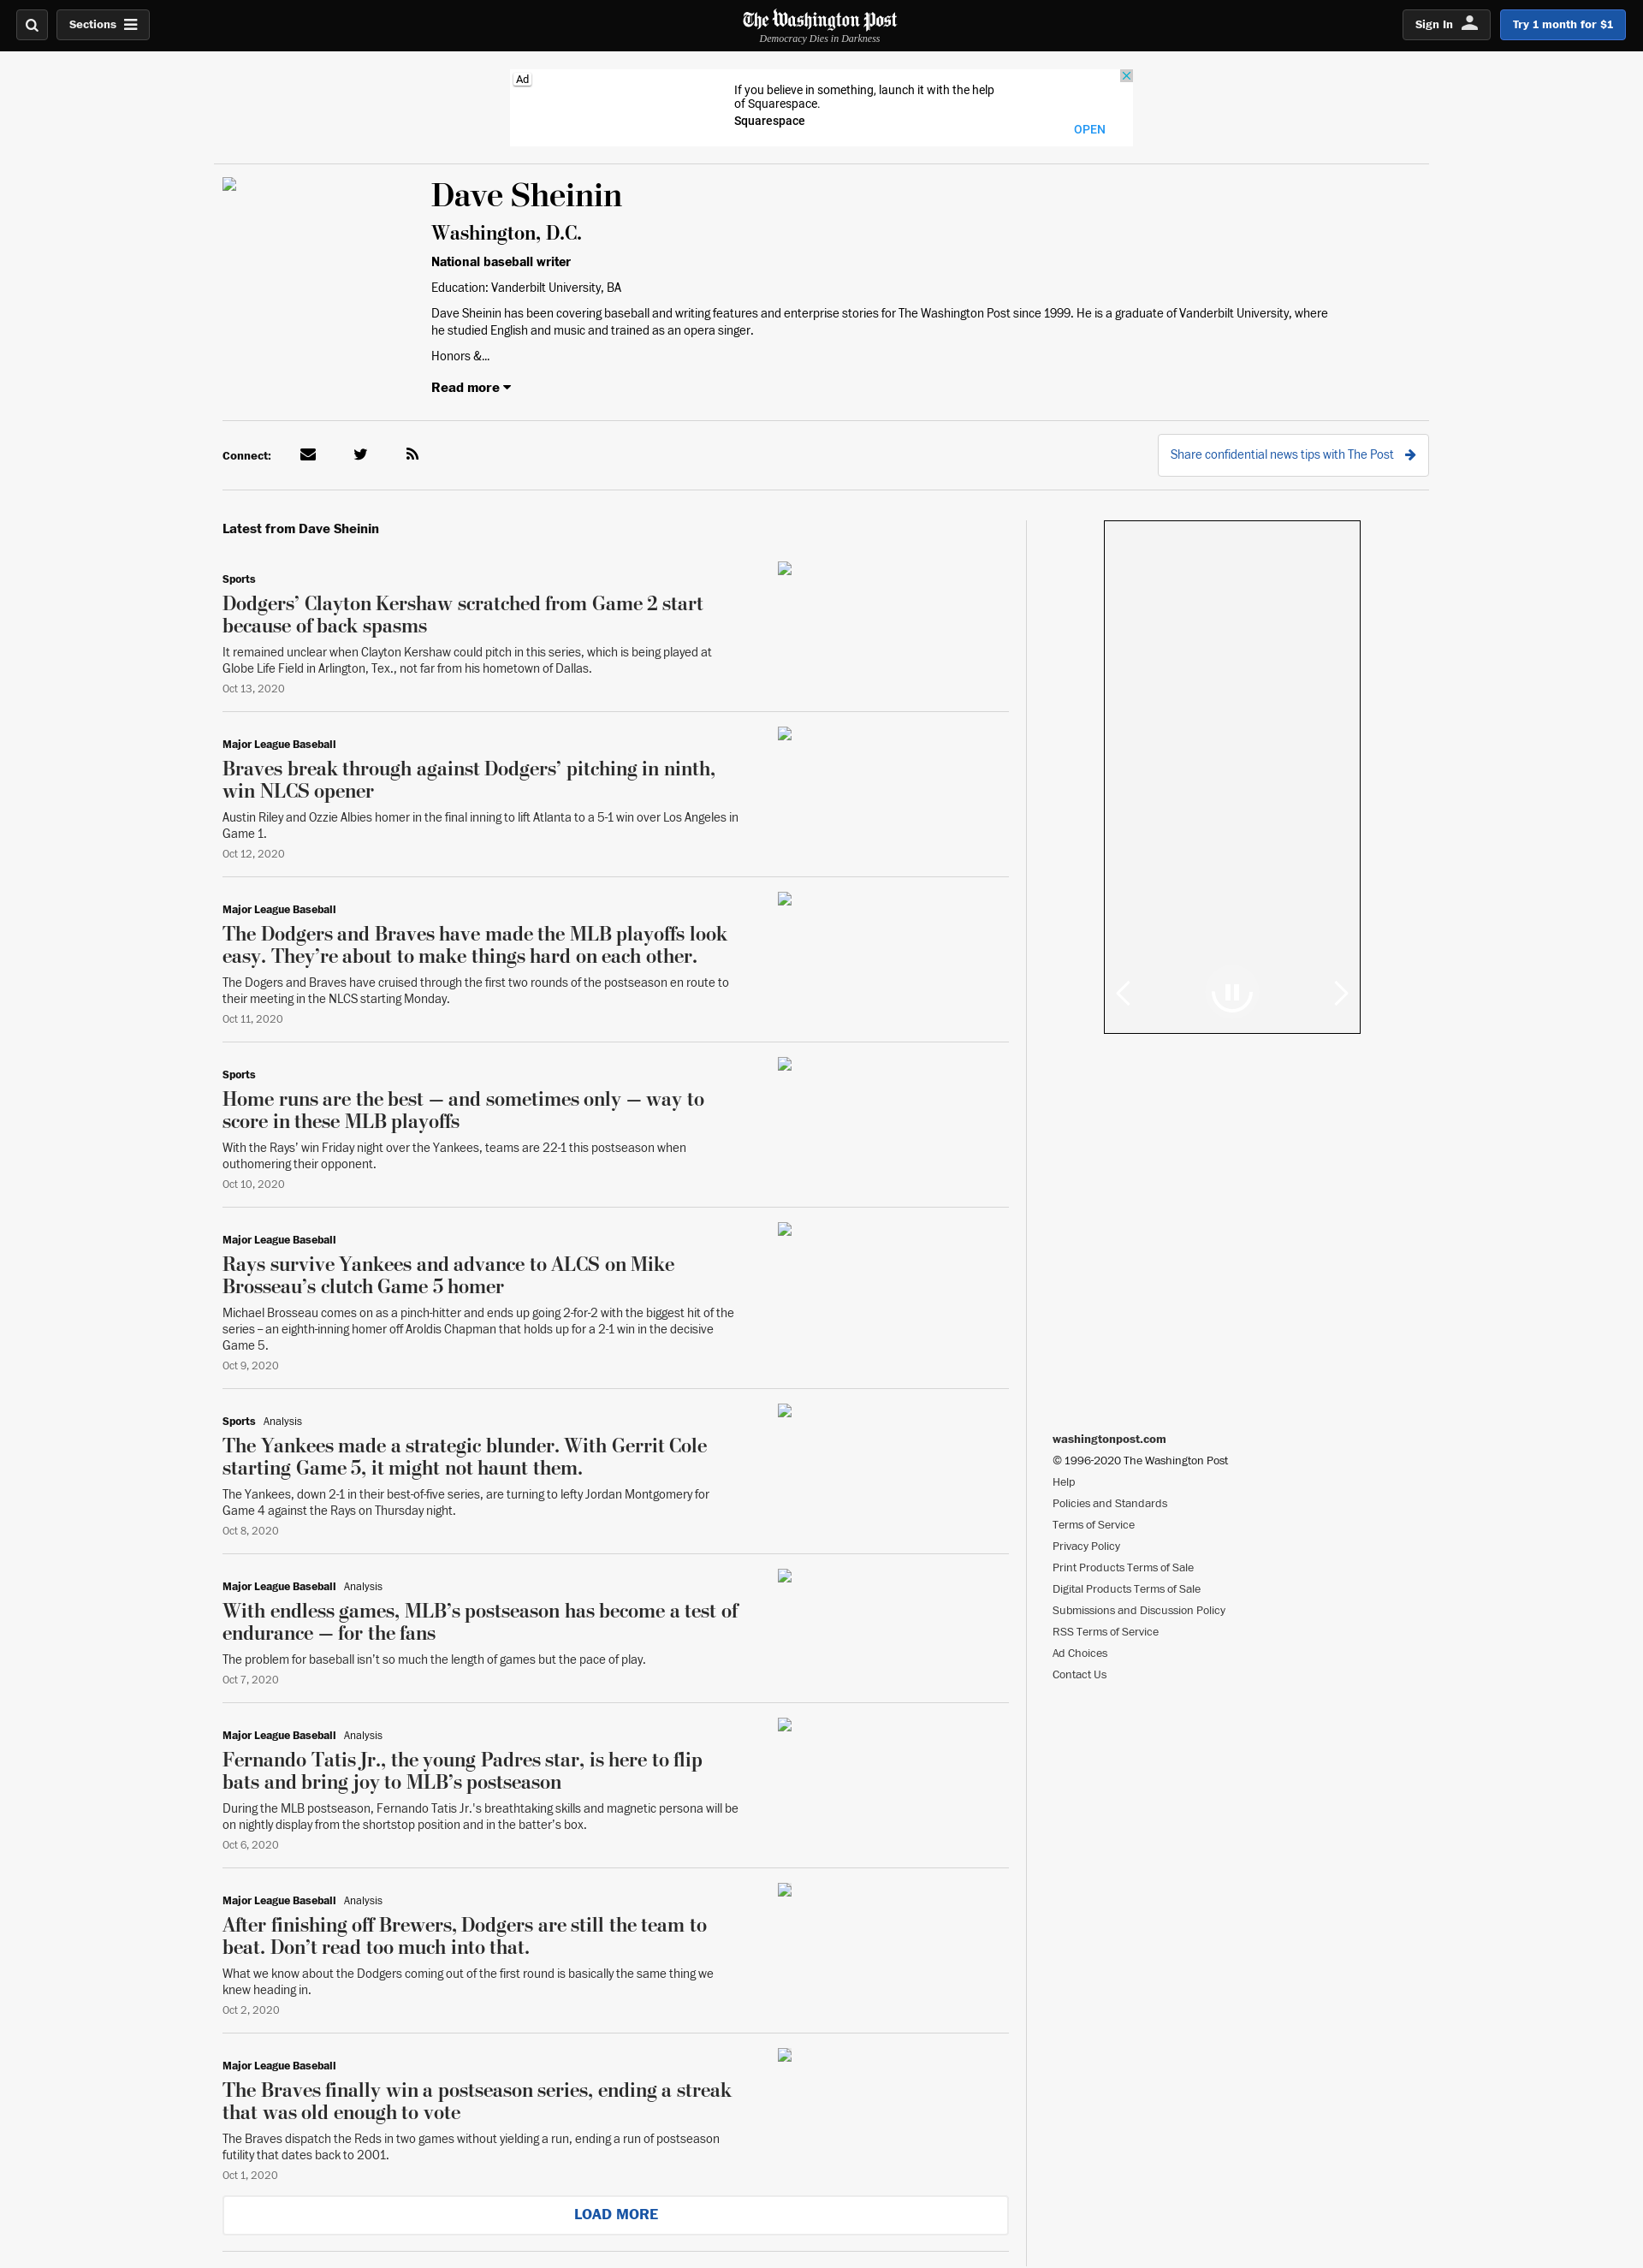 Sections
The Washington Post
Democracy Dies in Darkness
Sign In
Try 1 month for $1
Ad
If you believe in something, launch it with the help
of Squarespace.
Squarespace
OPEN
Dave Sheinin
Washington, D.C.
National baseball writer
Education: Vanderbilt University, BA
Dave Sheinin has been covering baseball and writing features and enterprise stories for The Washington Post since 1999. He is a graduate of Vanderbilt University, where
he studied English and music and trained as an opera singer.
Honors &...
Read more
Connect:
Share confidential news tips with The Post
Latest from Dave Sheinin
Sports
Dodgers’ Clayton Kershaw scratched from Game 2 start
because of back spasms
It remained unclear when Clayton Kershaw could pitch in this series, which is being played at
Globe Life Field in Arlington, Tex., not far from his hometown of Dallas.
Oct 13, 2020
Major League Baseball
Braves break through against Dodgers’ pitching in ninth,
win NLCS opener
Austin Riley and Ozzie Albies homer in the final inning to lift Atlanta to a 5-1 win over Los Angeles in
Game 1.
Oct 12, 2020
Major League Baseball
The Dodgers and Braves have made the MLB playoffs look
easy. They’re about to make things hard on each other.
The Dogers and Braves have cruised through the first two rounds of the postseason en route to
their meeting in the NLCS starting Monday.
Oct 11, 2020
Sports
Home runs are the best — and sometimes only — way to
score in these MLB playoffs
With the Rays’ win Friday night over the Yankees, teams are 22-1 this postseason when
outhomering their opponent.
Oct 10, 2020
Major League Baseball
Rays survive Yankees and advance to ALCS on Mike
Brosseau’s clutch Game 5 homer
Michael Brosseau comes on as a pinch-hitter and ends up going 2-for-2 with the biggest hit of the
series – an eighth-inning homer off Aroldis Chapman that holds up for a 2-1 win in the decisive
Game 5.
Oct 9, 2020
Sports Analysis
The Yankees made a strategic blunder. With Gerrit Cole
starting Game 5, it might not haunt them.
The Yankees, down 2-1 in their best-of-five series, are turning to lefty Jordan Montgomery for
Game 4 against the Rays on Thursday night.
Oct 8, 2020
Major League Baseball Analysis
With endless games, MLB’s postseason has become a test of
endurance — for the fans
The problem for baseball isn’t so much the length of games but the pace of play.
Oct 7, 2020
Major League Baseball Analysis
Fernando Tatis Jr., the young Padres star, is here to flip
bats and bring joy to MLB’s postseason
During the MLB postseason, Fernando Tatis Jr.'s breathtaking skills and magnetic persona will be
on nightly display from the shortstop position and in the batter’s box.
Oct 6, 2020
Major League Baseball Analysis
After finishing off Brewers, Dodgers are still the team to
beat. Don’t read too much into that.
What we know about the Dodgers coming out of the first round is basically the same thing we
knew heading in.
Oct 2, 2020
Major League Baseball
The Braves finally win a postseason series, ending a streak
that was old enough to vote
The Braves dispatch the Reds in two games without yielding a run, ending a run of postseason
futility that dates back to 2001.
Oct 1, 2020
LOAD MORE
washingtonpost.com
© 1996-2020 The Washington Post
Help
Policies and Standards
Terms of Service
Privacy Policy
Print Products Terms of Sale
Digital Products Terms of Sale
Submissions and Discussion Policy
RSS Terms of Service
Ad Choices
Contact Us